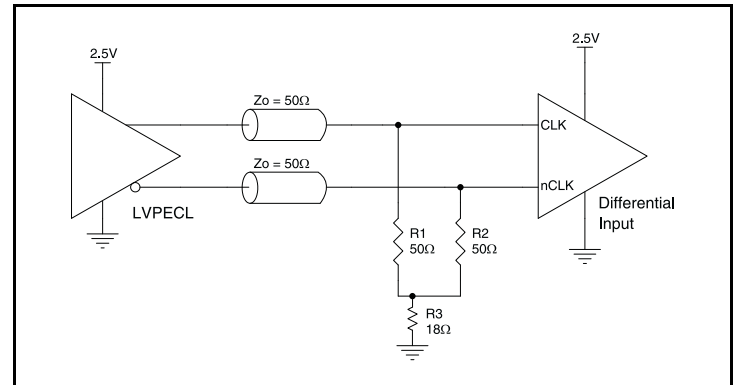 2.5V
2.5V
Zo = 50Ω
CLK
Zo = 50Ω
nCLK
LVPECL
Differential
Input
R1
50Ω
R2
50Ω
R3
18Ω